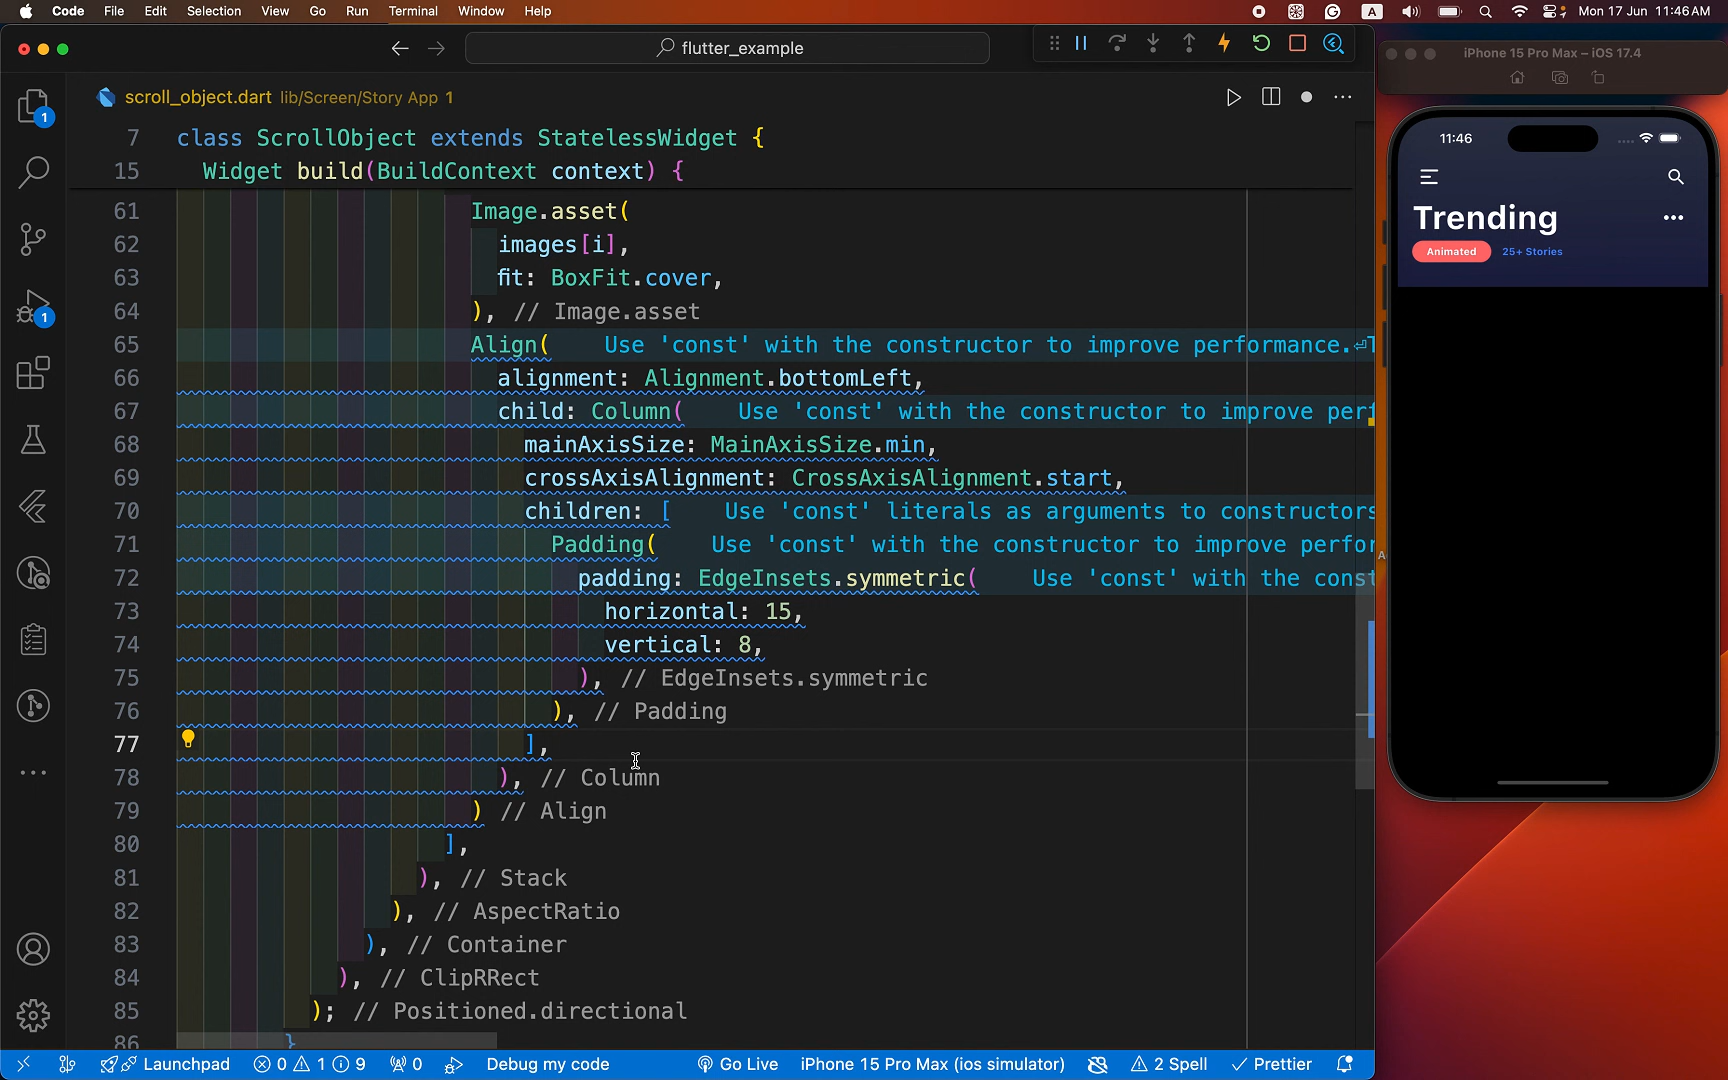 Code File Edit Selection View Go Run Terminal Window Help
A Mon 17 Jun 11:46 AM
flutter_example
scroll_object.dart lib/Screen/Story App 1
7 class ScrollObject extends StatelessWidget {
15 Widget build(BuildContext context) {
61 Image.asset(
62 images[i],
63 fit: BoxFit.cover,
64 ), // Image.asset
65 Align( Use 'const' with the constructor to improve performance.⏎T
66 alignment: Alignment.bottomLeft,
67 child: Column( Use 'const' with the constructor to improve perf
68 mainAxisSize: MainAxisSize.min,
69 crossAxisAlignment: CrossAxisAlignment.start,
70 children: [ Use 'const' literals as arguments to constructors
71 Padding( Use 'const' with the constructor to improve perfor
72 padding: EdgeInsets.symmetric( Use 'const' with the const
73 horizontal: 15,
74 vertical: 8,
75 ), // EdgeInsets.symmetric
76 ), // Padding
77 ],
78 ), // Column
79 ) // Align
80 ],
81 ), // Stack
82 ), // AspectRatio
83 ), // Container
84 ), // ClipRRect
85 ); // Positioned.directional
86 }
1
1
Launchpad 0 1 9 0 Debug my code Go Live iPhone 15 Pro Max (ios simulator) 2 Spell Prettier
iPhone 15 Pro Max – iOS 17.4
11:46
Trending
Animated 25+ Stories